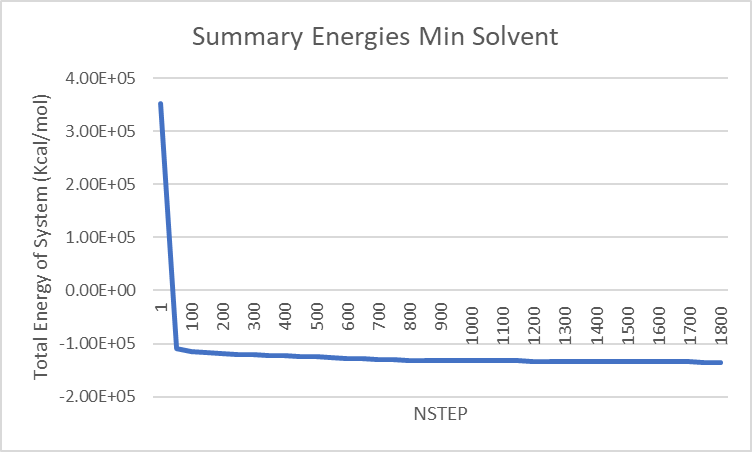 Summary Energies Min Solvent
Total Energy of System (Kcal/mol)
4.00E+05
3.00E+05
2.00E+05
1.00E+05
0.00E+00
-1.00E+05
-2.00E+05
1
100
200
300
400
500
600
700
800
900
1000
1100
1200
1300
1400
1500
1600
1700
1800
NSTEP